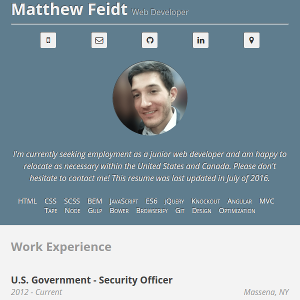 Matthew Feidt Web Developer
I'm currently seeking employment as a junior web developer and am happy to
relocate as necessary within the United States and Canada. Please don't
hesitate to contact me! This resume was last updated in July of 2016.
HTML CSS SCSS BEM JavaScript ES6 jQuery Knockout Angular MVC
Tape Node Gulp Bower Browserify Git Design Optimization
Work Experience
U.S. Government - Security Officer
2012 - Current Massena, NY